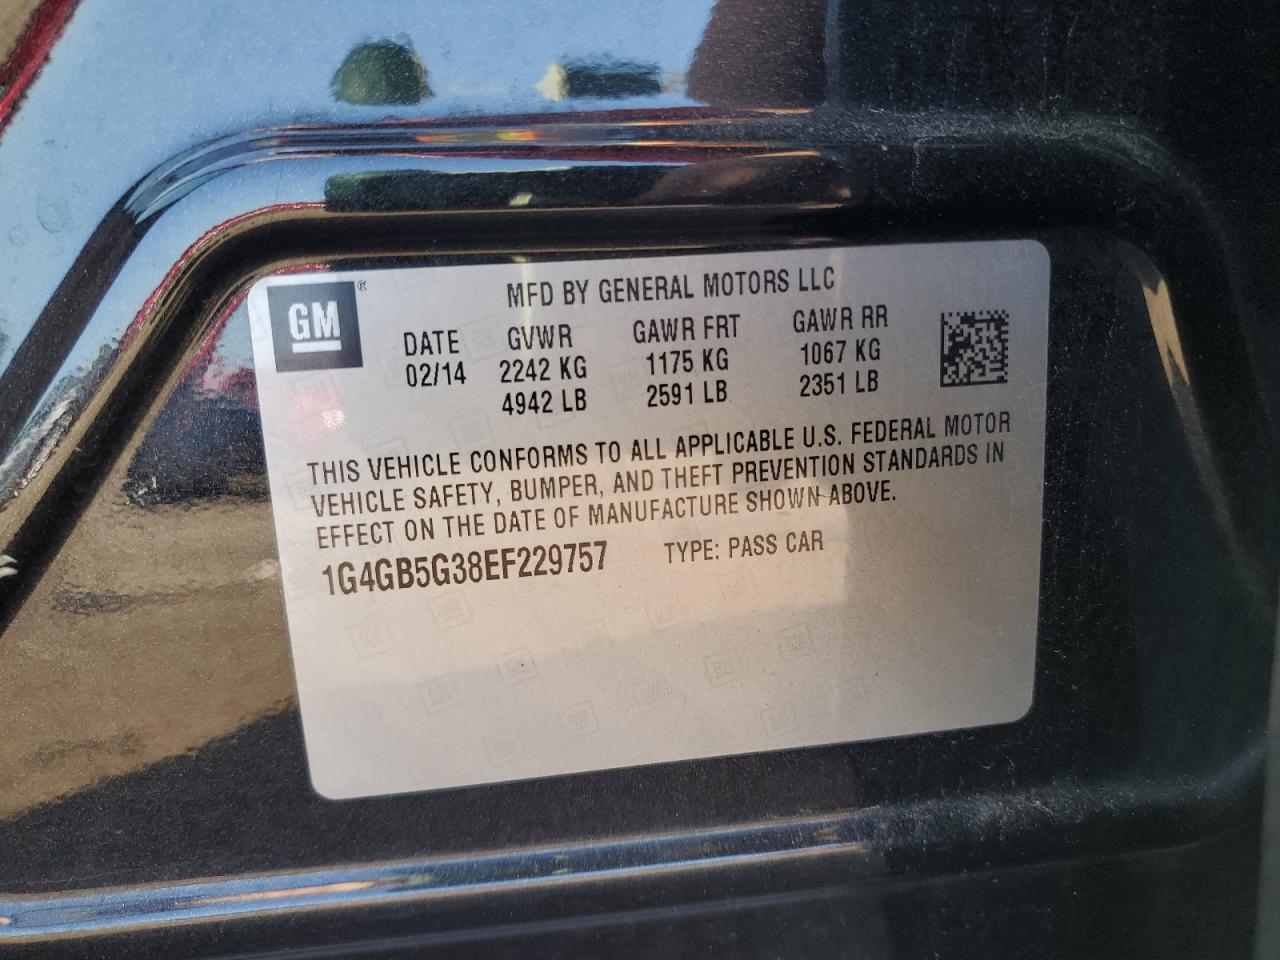 GM®
MFD BY GENERAL MOTORS LLC
DATE GVWR GAWR FRT GAWR RR
02/14 2242 KG 1175 KG 1067 KG
4942 LB 2591 LB 2351 LB
THIS VEHICLE CONFORMS TO ALL APPLICABLE U.S. FEDERAL MOTOR
VEHICLE SAFETY, BUMPER, AND THEFT PREVENTION STANDARDS IN
EFFECT ON THE DATE OF MANUFACTURE SHOWN ABOVE.
1G4GB5G38EF229757 TYPE: PASS CAR